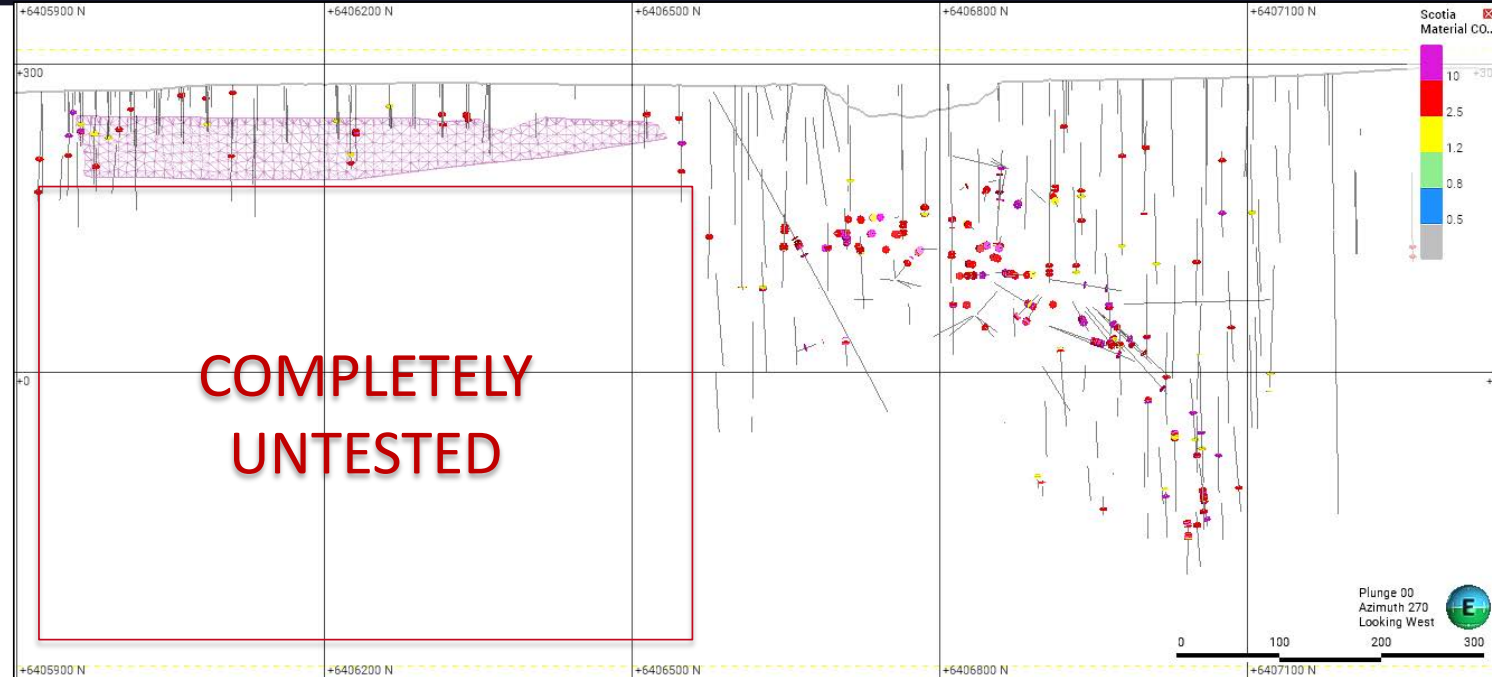 +6405900 N
+6406200 N
+6406500 N
+6406800 N
+6407100 N
Scotia
Material CO..
+300
+30
10
2.5
1.2
0.8
0.5
COMPLETELY
UNTESTED
+0
+
Plunge 00
Azimuth 270
Looking West
E
0 100 200 300
+6405900 N
+6406200 N
+6406500 N
+6406800 N
+6407100 N